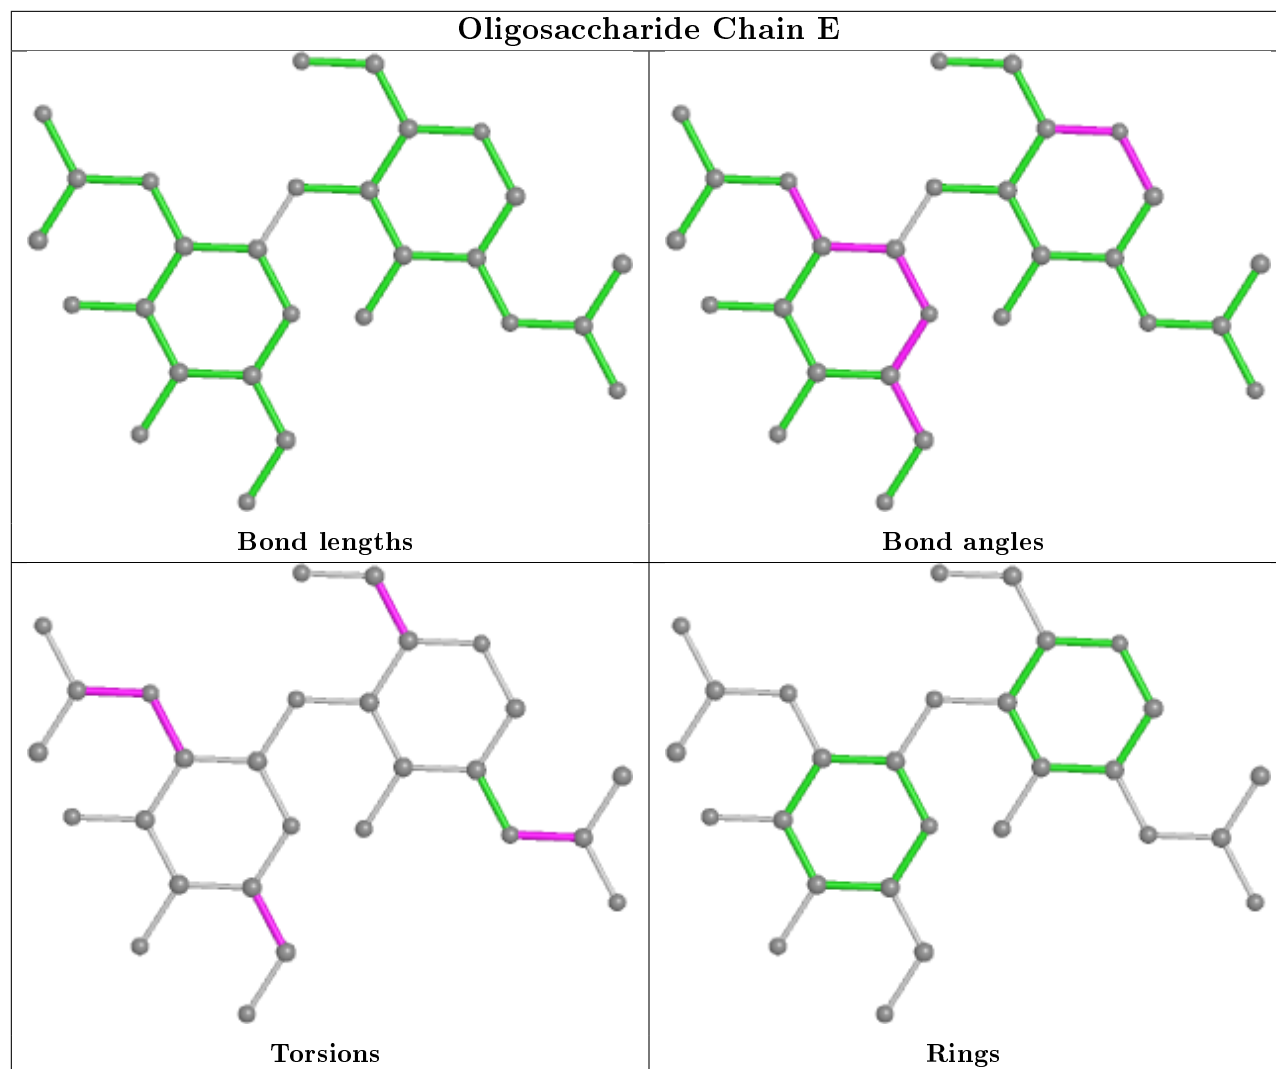 Oligosaccharide Chain E
Bond lengths
Bond angles
Torsions
Rings